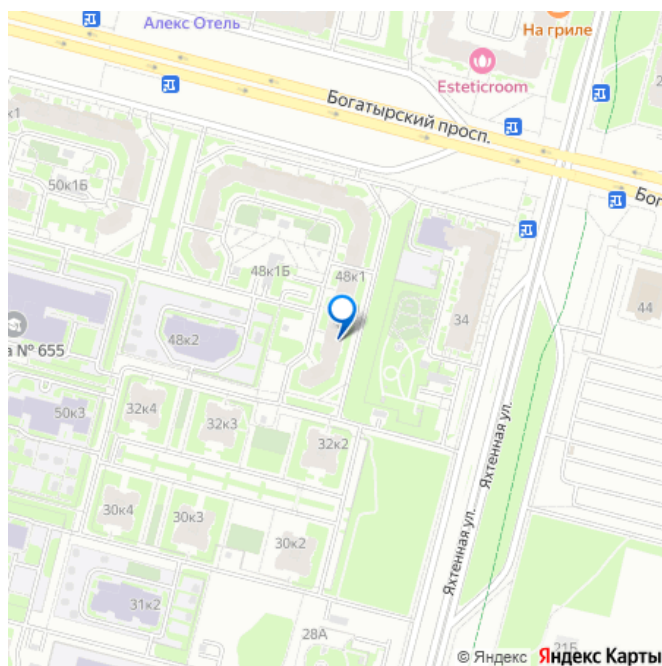 Алекс Отель
На гриле
Esteticroom
Богатырский просп.
Бог
к1
50к1Б
48к1
48к1Б
34
44
48к2
а № 655
50к3
32к4
32к3
32к2
Яхтенная ул.
30к4
30к3
30к2
Яхтенная ул.
31к2
28А
21Б
© Яндекс Яндекс Карты